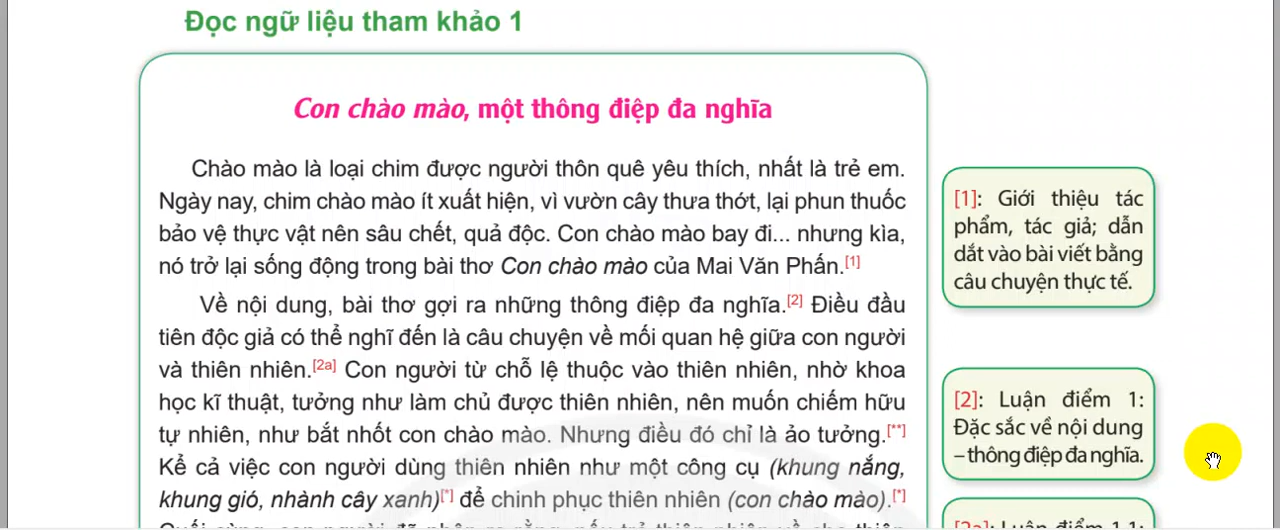 Đọc ngữ liệu tham khảo 1
Con chào mào, một thông điệp đa nghĩa
Chào mào là loại chim được người thôn quê yêu thích, nhất là trẻ em.
Ngày nay, chim chào mào ít xuất hiện, vì vườn cây thưa thớt, lại phun thuốc
bảo vệ thực vật nên sâu chết, quả độc. Con chào mào bay đi... nhưng kìa,
nó trở lại sống động trong bài thơ Con chào mào của Mai Văn Phấn.[1]
Về nội dung, bài thơ gợi ra những thông điệp đa nghĩa.[2] Điều đầu
tiên độc giả có thể nghĩ đến là câu chuyện về mối quan hệ giữa con người
và thiên nhiên.[2a] Con người từ chỗ lệ thuộc vào thiên nhiên, nhờ khoa
học kĩ thuật, tưởng như làm chủ được thiên nhiên, nên muốn chiếm hữu
tự nhiên, như bắt nhốt con chào mào. Nhưng điều đó chỉ là ảo tưởng.[**]
Kể cả việc con người dùng thiên nhiên như một công cụ (khung nắng,
khung gió, nhành cây xanh)[*] để chinh phục thiên nhiên (con chào mào).[*]
[1]: Giới thiệu tác
phẩm, tác giả; dẫn
dắt vào bài viết bằng
câu chuyện thực tế.
[2]: Luận điểm 1:
Đặc sắc về nội dung
– thông điệp đa nghĩa.